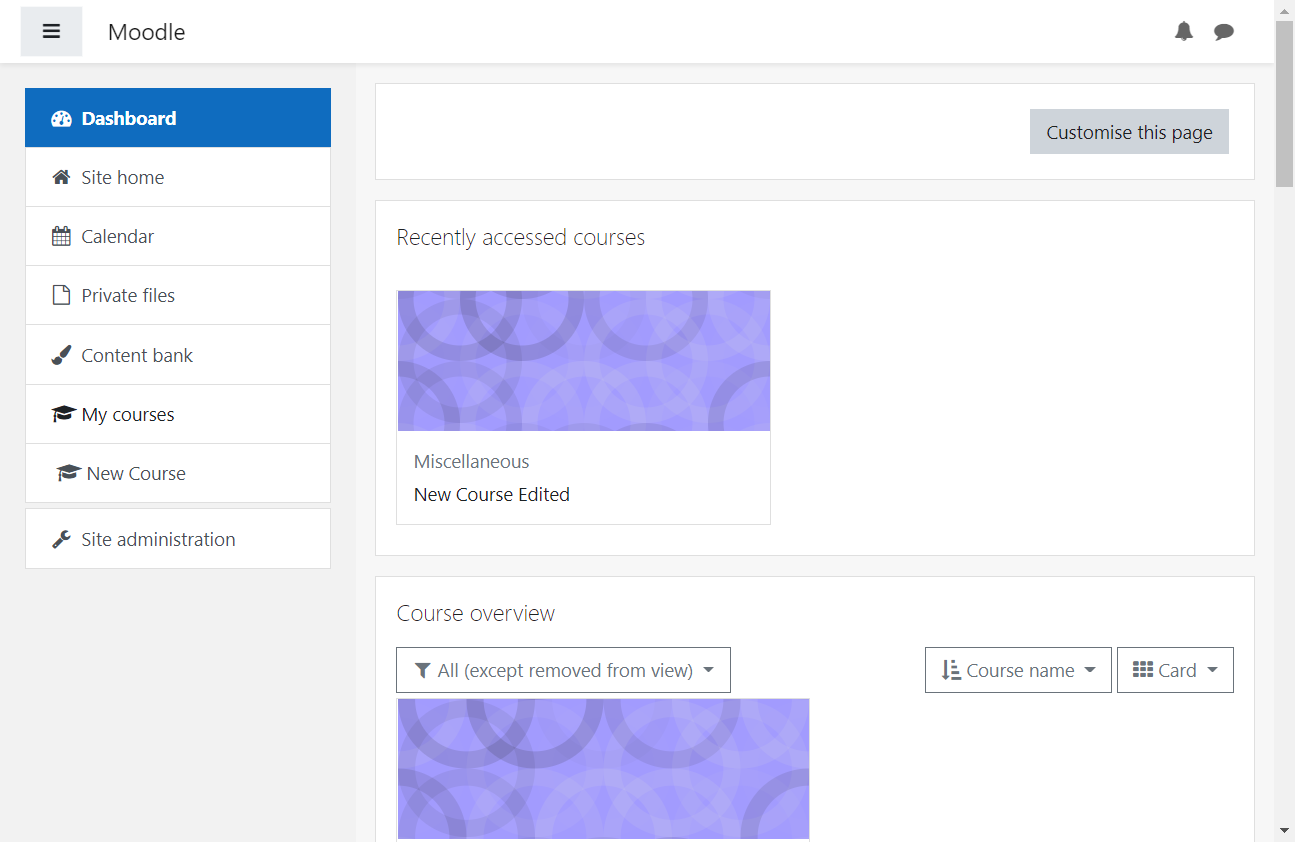 Moodle
Dashboard
Site home
Calendar
Private files
Content bank
My courses
New Course
Site administration
Customise this page
Recently accessed courses
Miscellaneous
New Course Edited
Course overview
All (except removed from view)
Course name
Card